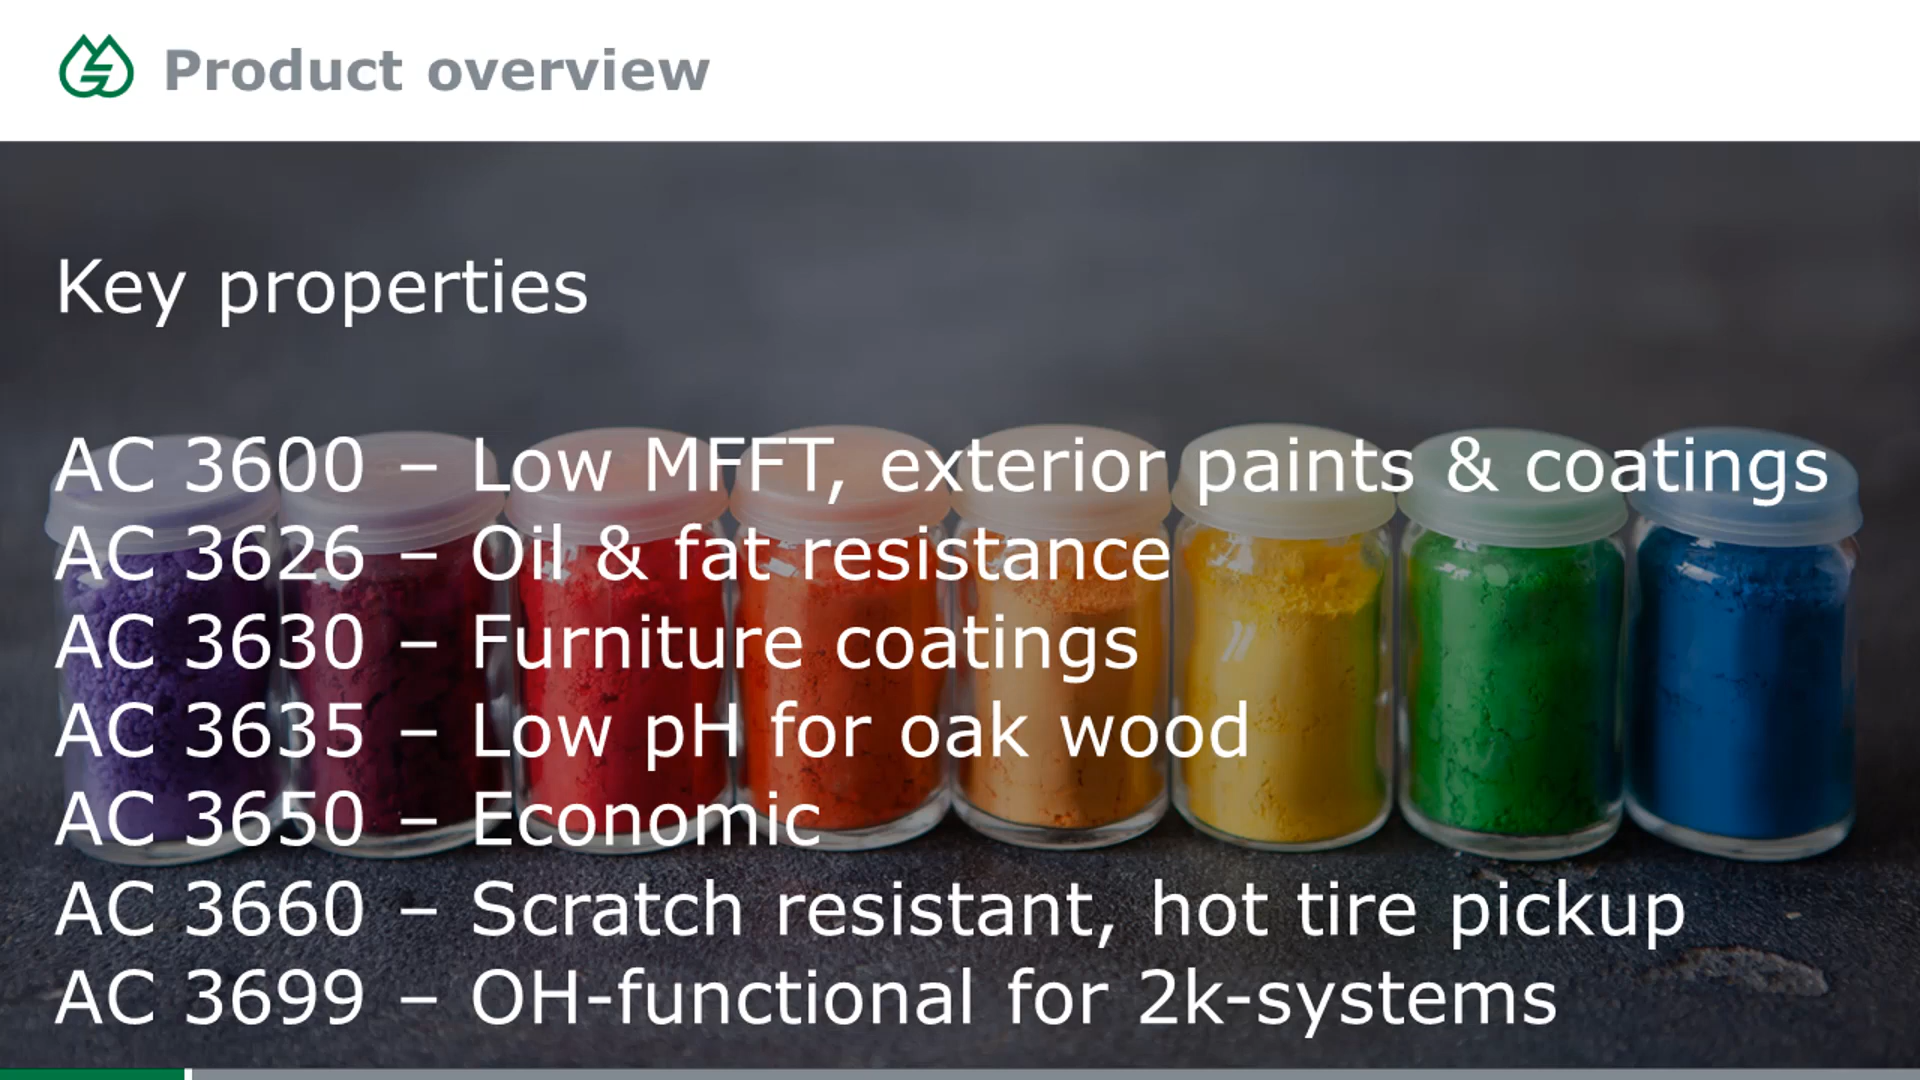 Product overview
Key properties
AC 3600 – Low MFFT, exterior paints & coatings
AC 3626 – Oil & fat resistance
AC 3630 – Furniture coatings
AC 3635 – Low pH for oak wood
AC 3650 – Economic
AC 3660 – Scratch resistant, hot tire pickup
AC 3699 – OH-functional for 2k-systems